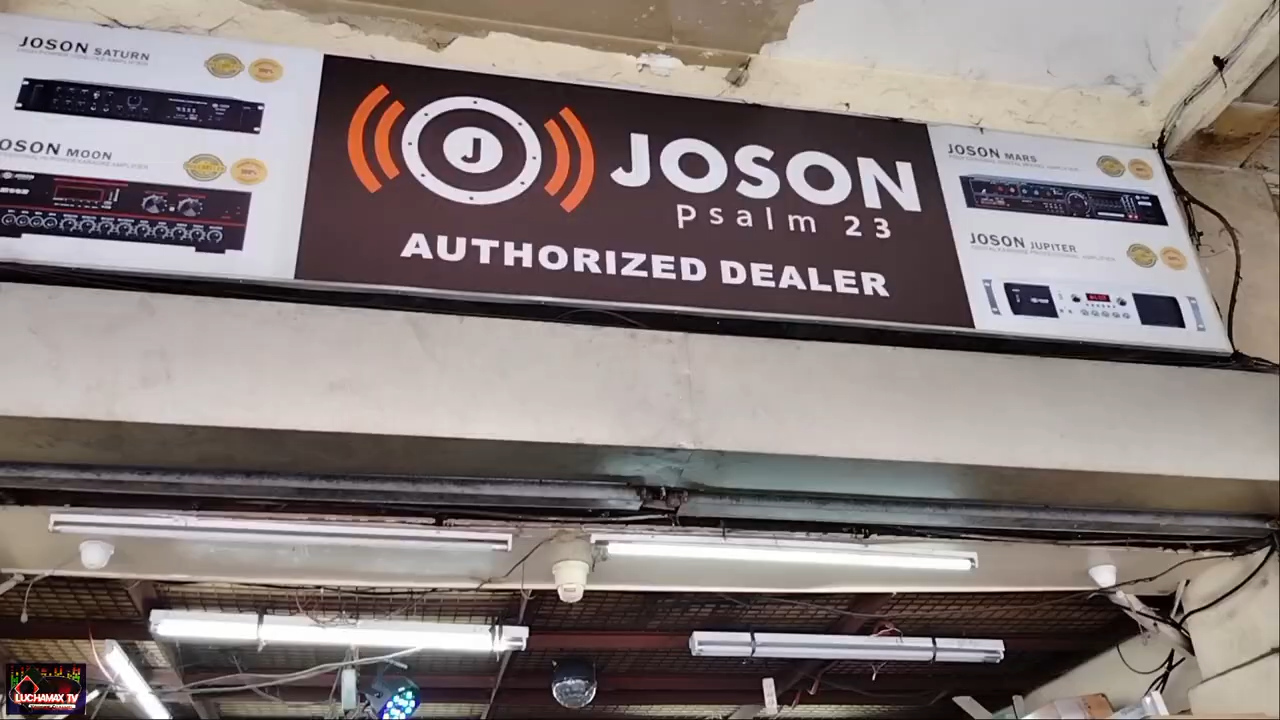 JOSON SATURN
JOSON MOON
J
JOSON
psalm 23
AUTHORIZED DEALER
JOSON MARS
JOSON JUPITER
LUCHAMAX TV